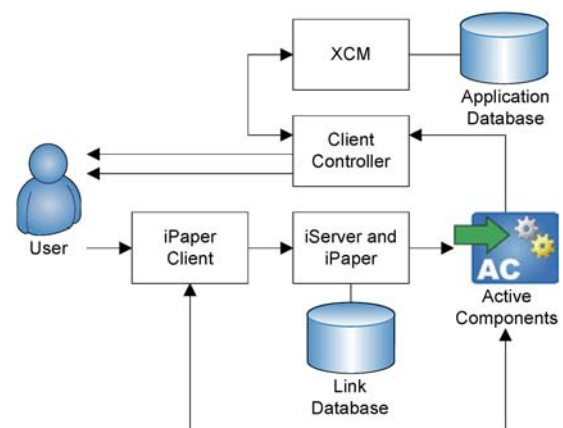 XCM
Application
Database
Client
Controller
User
iPaper
Client
iServer and
iPaper
AC
Active
Components
Link
Database